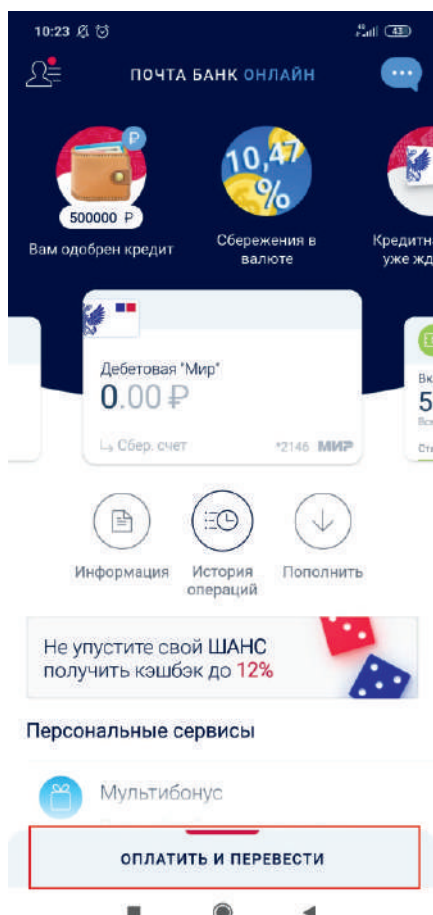 10:23
4G
43
ПОЧТА БАНК ОНЛАЙН
₽
10,47
%
500000 ₽
Вам одобрен кредит
Сбережения в
валюте
Кредитн
уже жд
Дебетовая "Мир"
0.00 ₽
Сбер. счет
*2146 МИР
Вк
5
Информация
История
операций
Пополнить
Не упустите свой ШАНС
получить кэшбэк до 12%
Персональные сервисы
Мультибонус
ОПЛАТИТЬ И ПЕРЕВЕСТИ